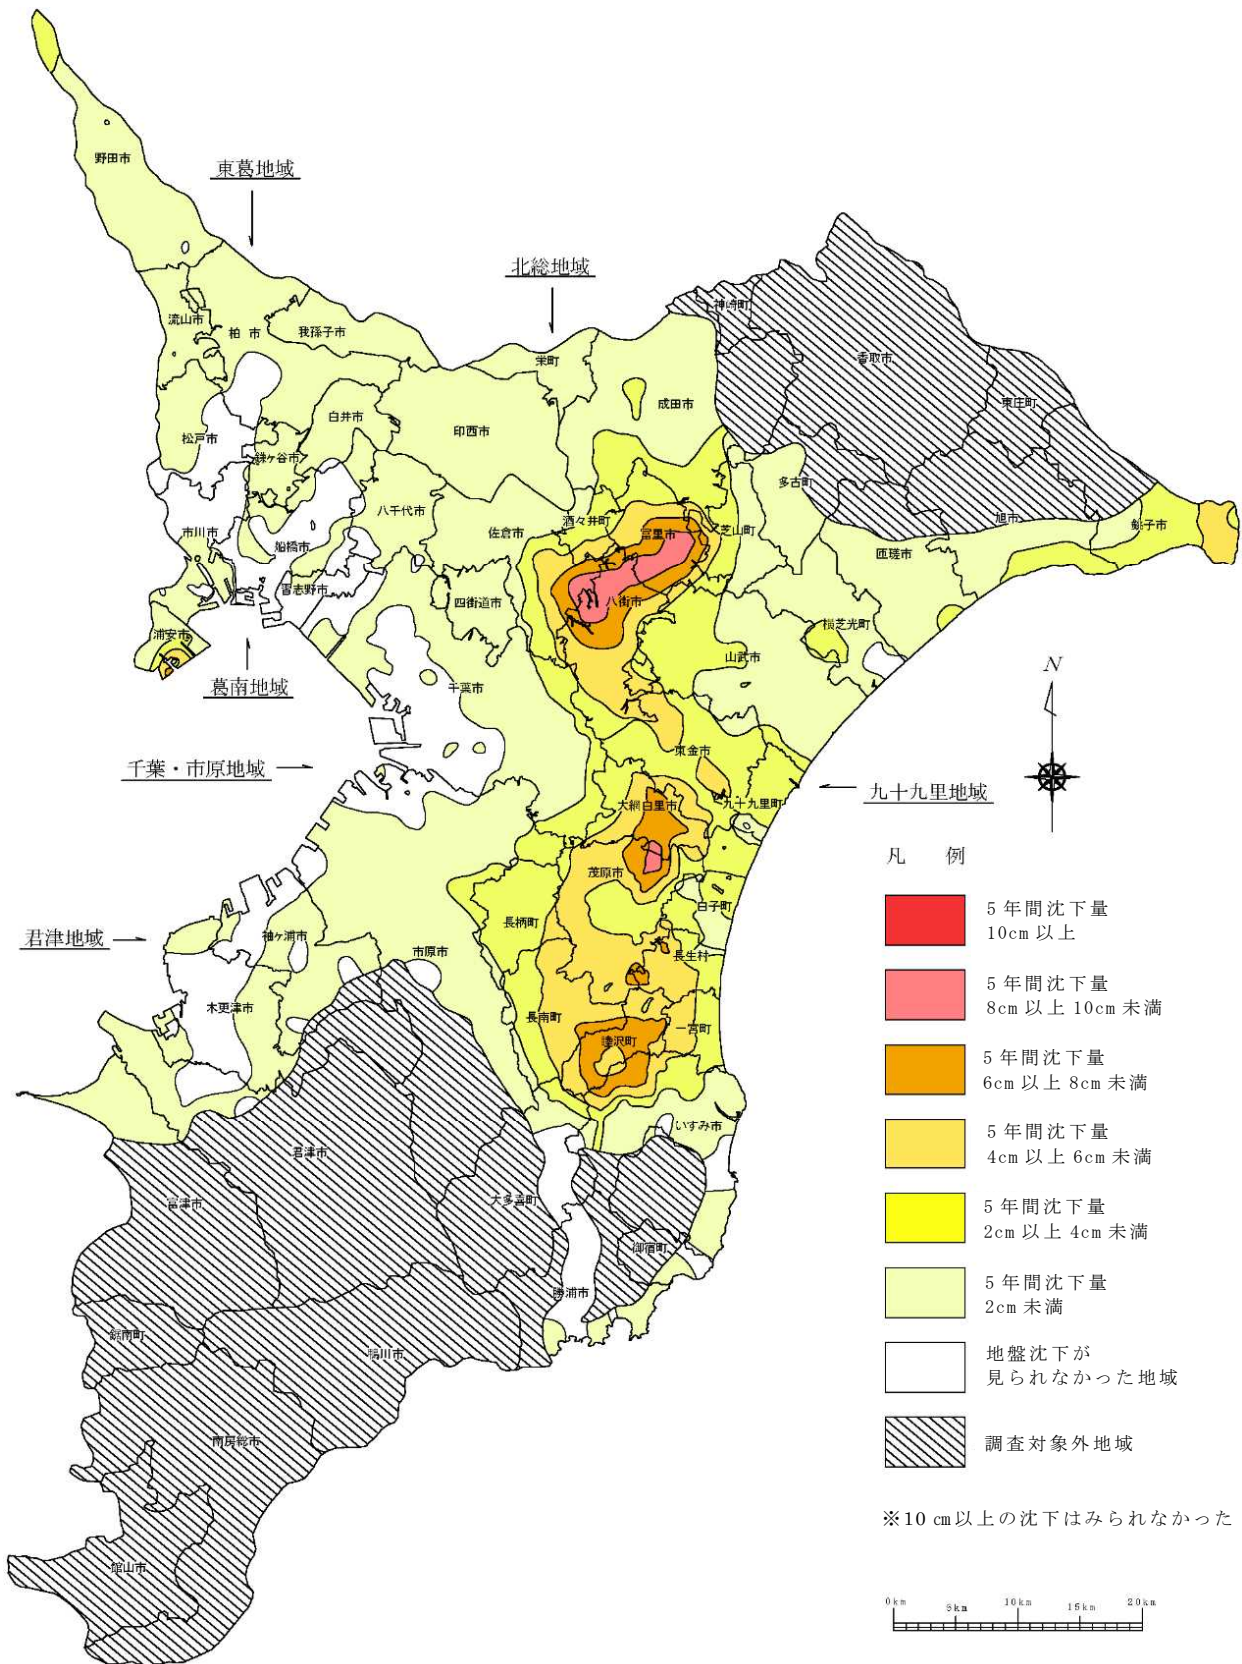 野田市
東葛地域
北総地域
神崎町
流山市
柏 市
我孫子市
栄町
香取市
成田市
東庄町
白井市
松戸市
印西市
鎌ヶ谷市
多古町
八千代市
酒々井町
旭市
銚子市
市川市
佐倉市
富里市
芝山町
船橋市
匝瑳市
習志野市
四街道市
八街市
横芝光町
浦安市
山武市
葛南地域
千葉市
N
東金市
千葉・市原地域
九十九里地域
大網白里市
九十九里町
凡 例
茂原市
白子町
5年間沈下量
10cm以上
長柄町
君津地域
袖ヶ浦市
市原市
長生村
5年間沈下量
8cm以上 10cm未満
木更津市
長南町
一宮町
睦沢町
5年間沈下量
6cm以上 8cm未満
いすみ市
5年間沈下量
4cm以上 6cm未満
君津市
富津市
大多喜町
5年間沈下量
2cm以上 4cm未満
御宿町
勝浦市
5年間沈下量
2cm未満
鋸南町
鴨川市
地盤沈下が
見られなかった地域
南房総市
調査対象外地域
※10㎝以上の沈下はみられなかった
館山市
0km 5km 10km 15km 20km